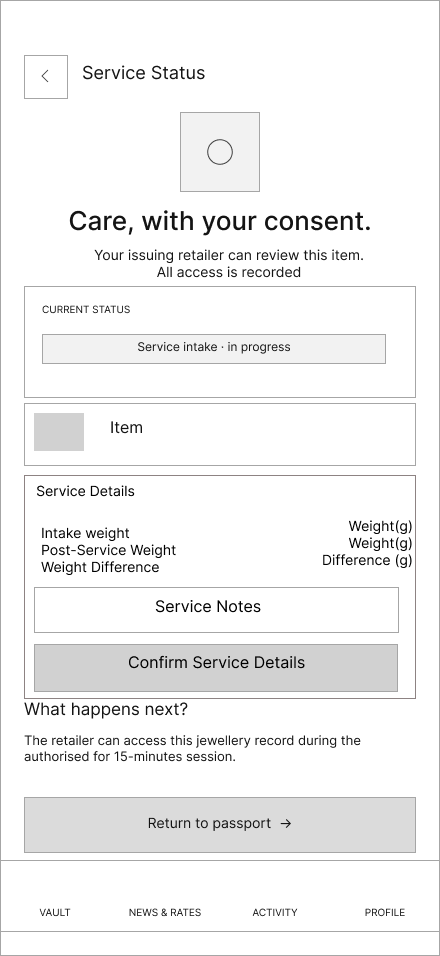 Service Status
Care, with your consent.
Your issuing retailer can review this item.
All access is recorded
CURRENT STATUS
Service intake · in progress
Item
Service Details
Intake weight Weight(g)
Post-Service Weight Weight(g)
Weight Difference Difference (g)
Service Notes
Confirm Service Details
What happens next?
The retailer can access this jewellery record during the
authorised for 15-minutes session.
Return to passport →
VAULT NEWS & RATES ACTIVITY PROFILE